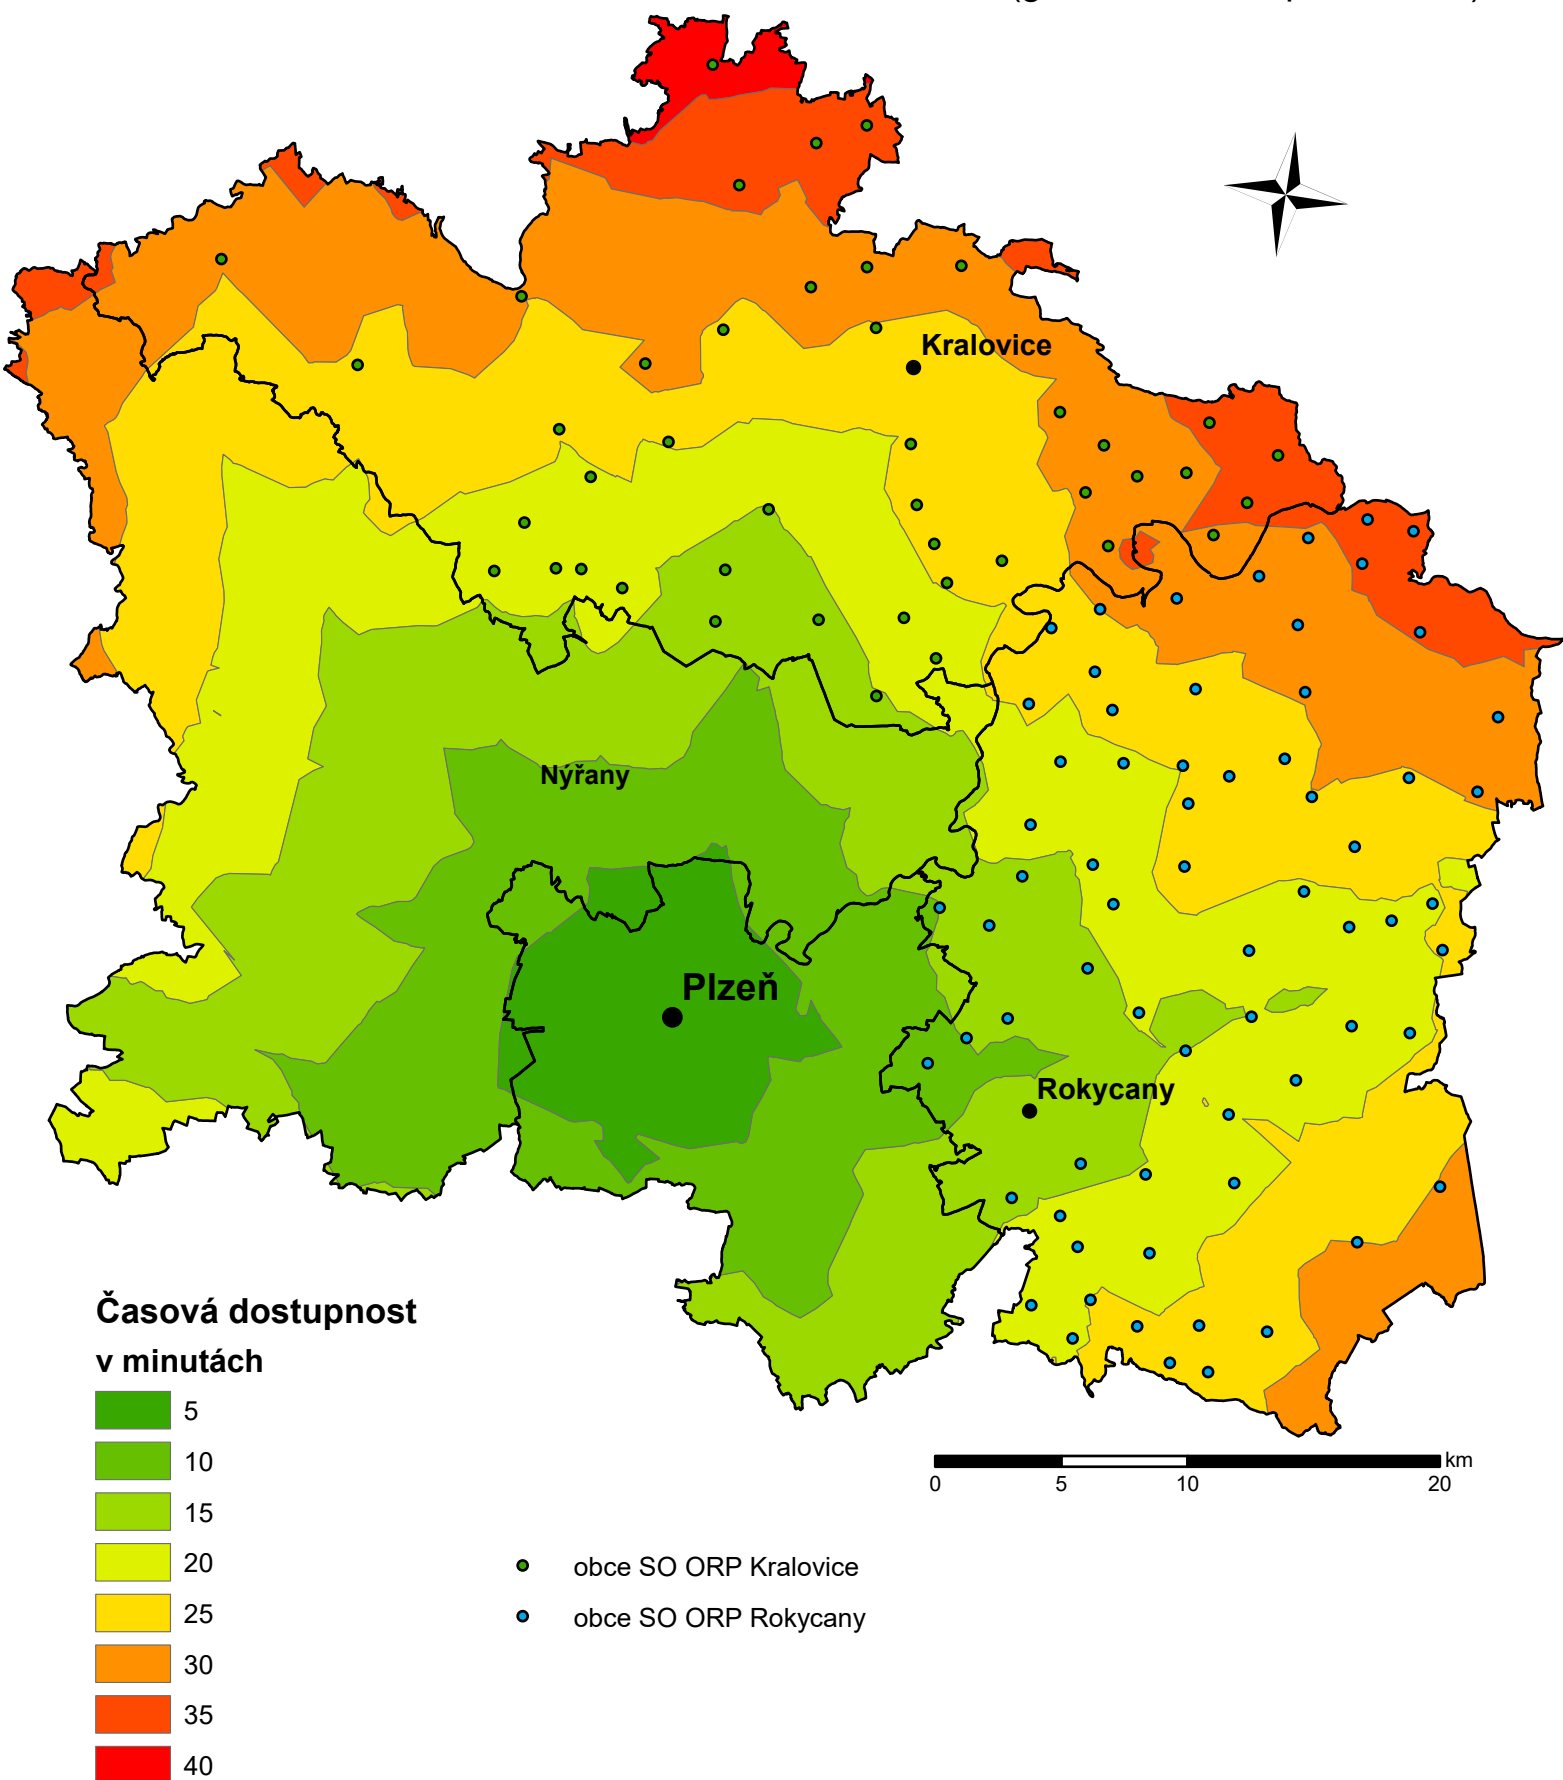 Kralovice
Nýřany
Plzeň
Rokycany
Časová dostupnost
v minutách
5
10
15
20
25
30
35
40
km
0 5 10 20
obce SO ORP Kralovice
obce SO ORP Rokycany